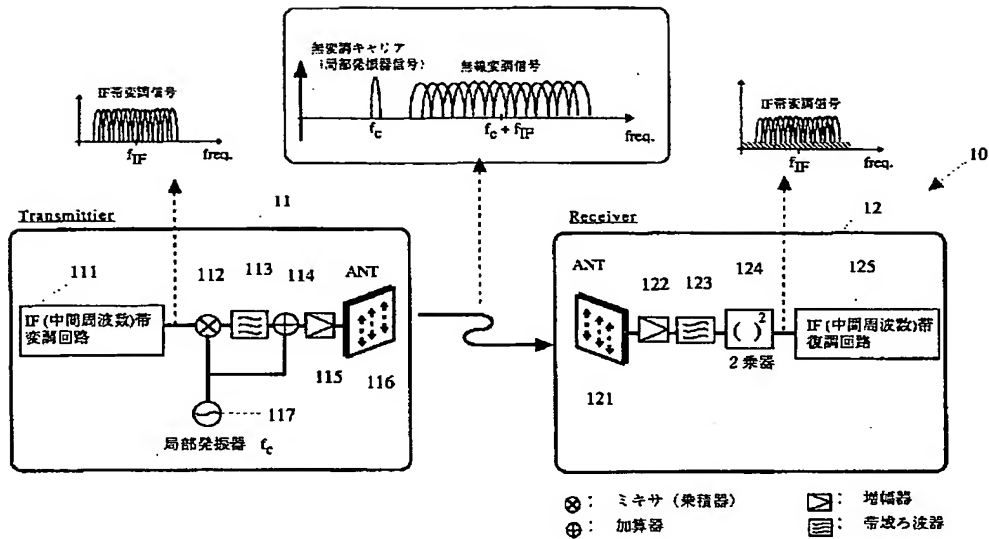 無変調キャリア
(局部発振器信号)
無線変調信号
fc
fc + fIF
freq.
IF帯変調信号
fIF
freq.
IF帯変調信号
fIF
freq.
10
Transmittier
11
111
112
113
114
ANT
IF(中間周波数)帯
変調回路
115
116
117
局部発振器 fc
Receiver
12
ANT
122
123
124
125
( )2
IF(中間周波数)帯
復調回路
2乗器
121
⊗: ミキサ(乗積器)
⊕: 加算器
: 増幅器
: 帯域ろ波器